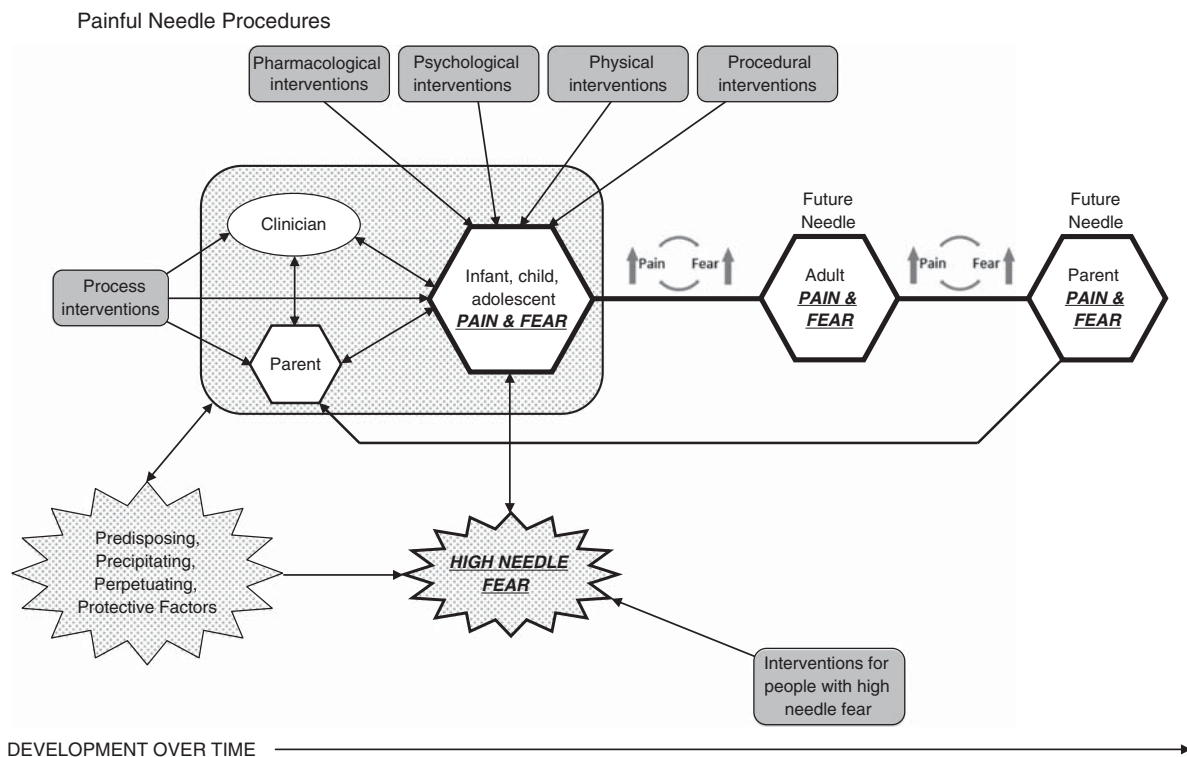 Painful Needle Procedures
Pharmacological
interventions
Psychological
interventions
Physical
interventions
Procedural
interventions
Clinician
Process
interventions
Parent
Infant, child,
adolescent
PAIN & FEAR
Pain Fear
Future
Needle
Adult
PAIN &
FEAR
Pain Fear
Future
Needle
Parent
PAIN &
FEAR
Predisposing,
Precipitating,
Perpetuating,
Protective Factors
HIGH NEEDLE
FEAR
Interventions for
people with high
needle fear
DEVELOPMENT OVER TIME